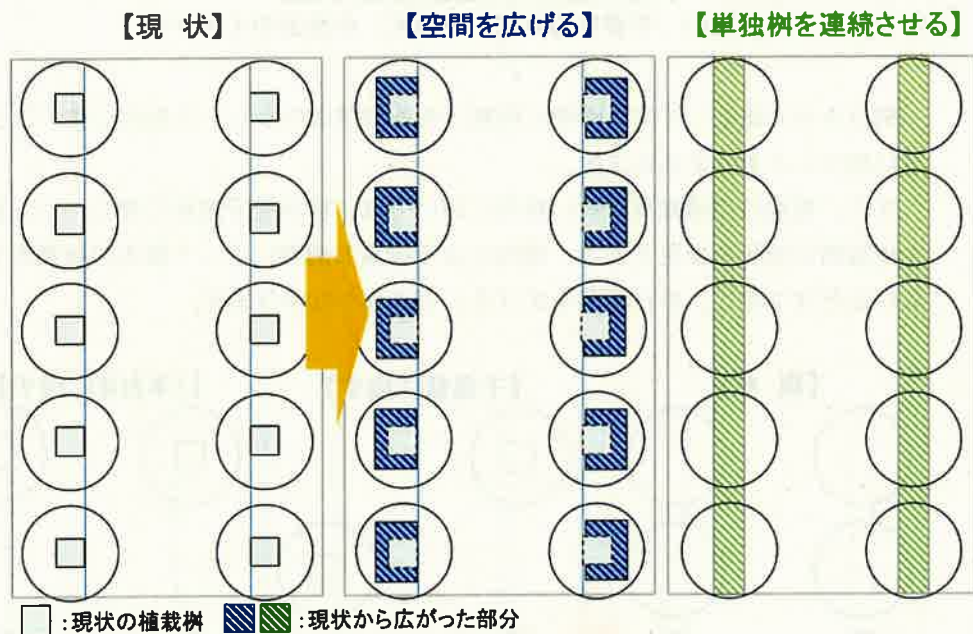 【現 状】
【空間を広げる】
【単独桝を連続させる】
:現状の植栽桝
:現状から広がった部分